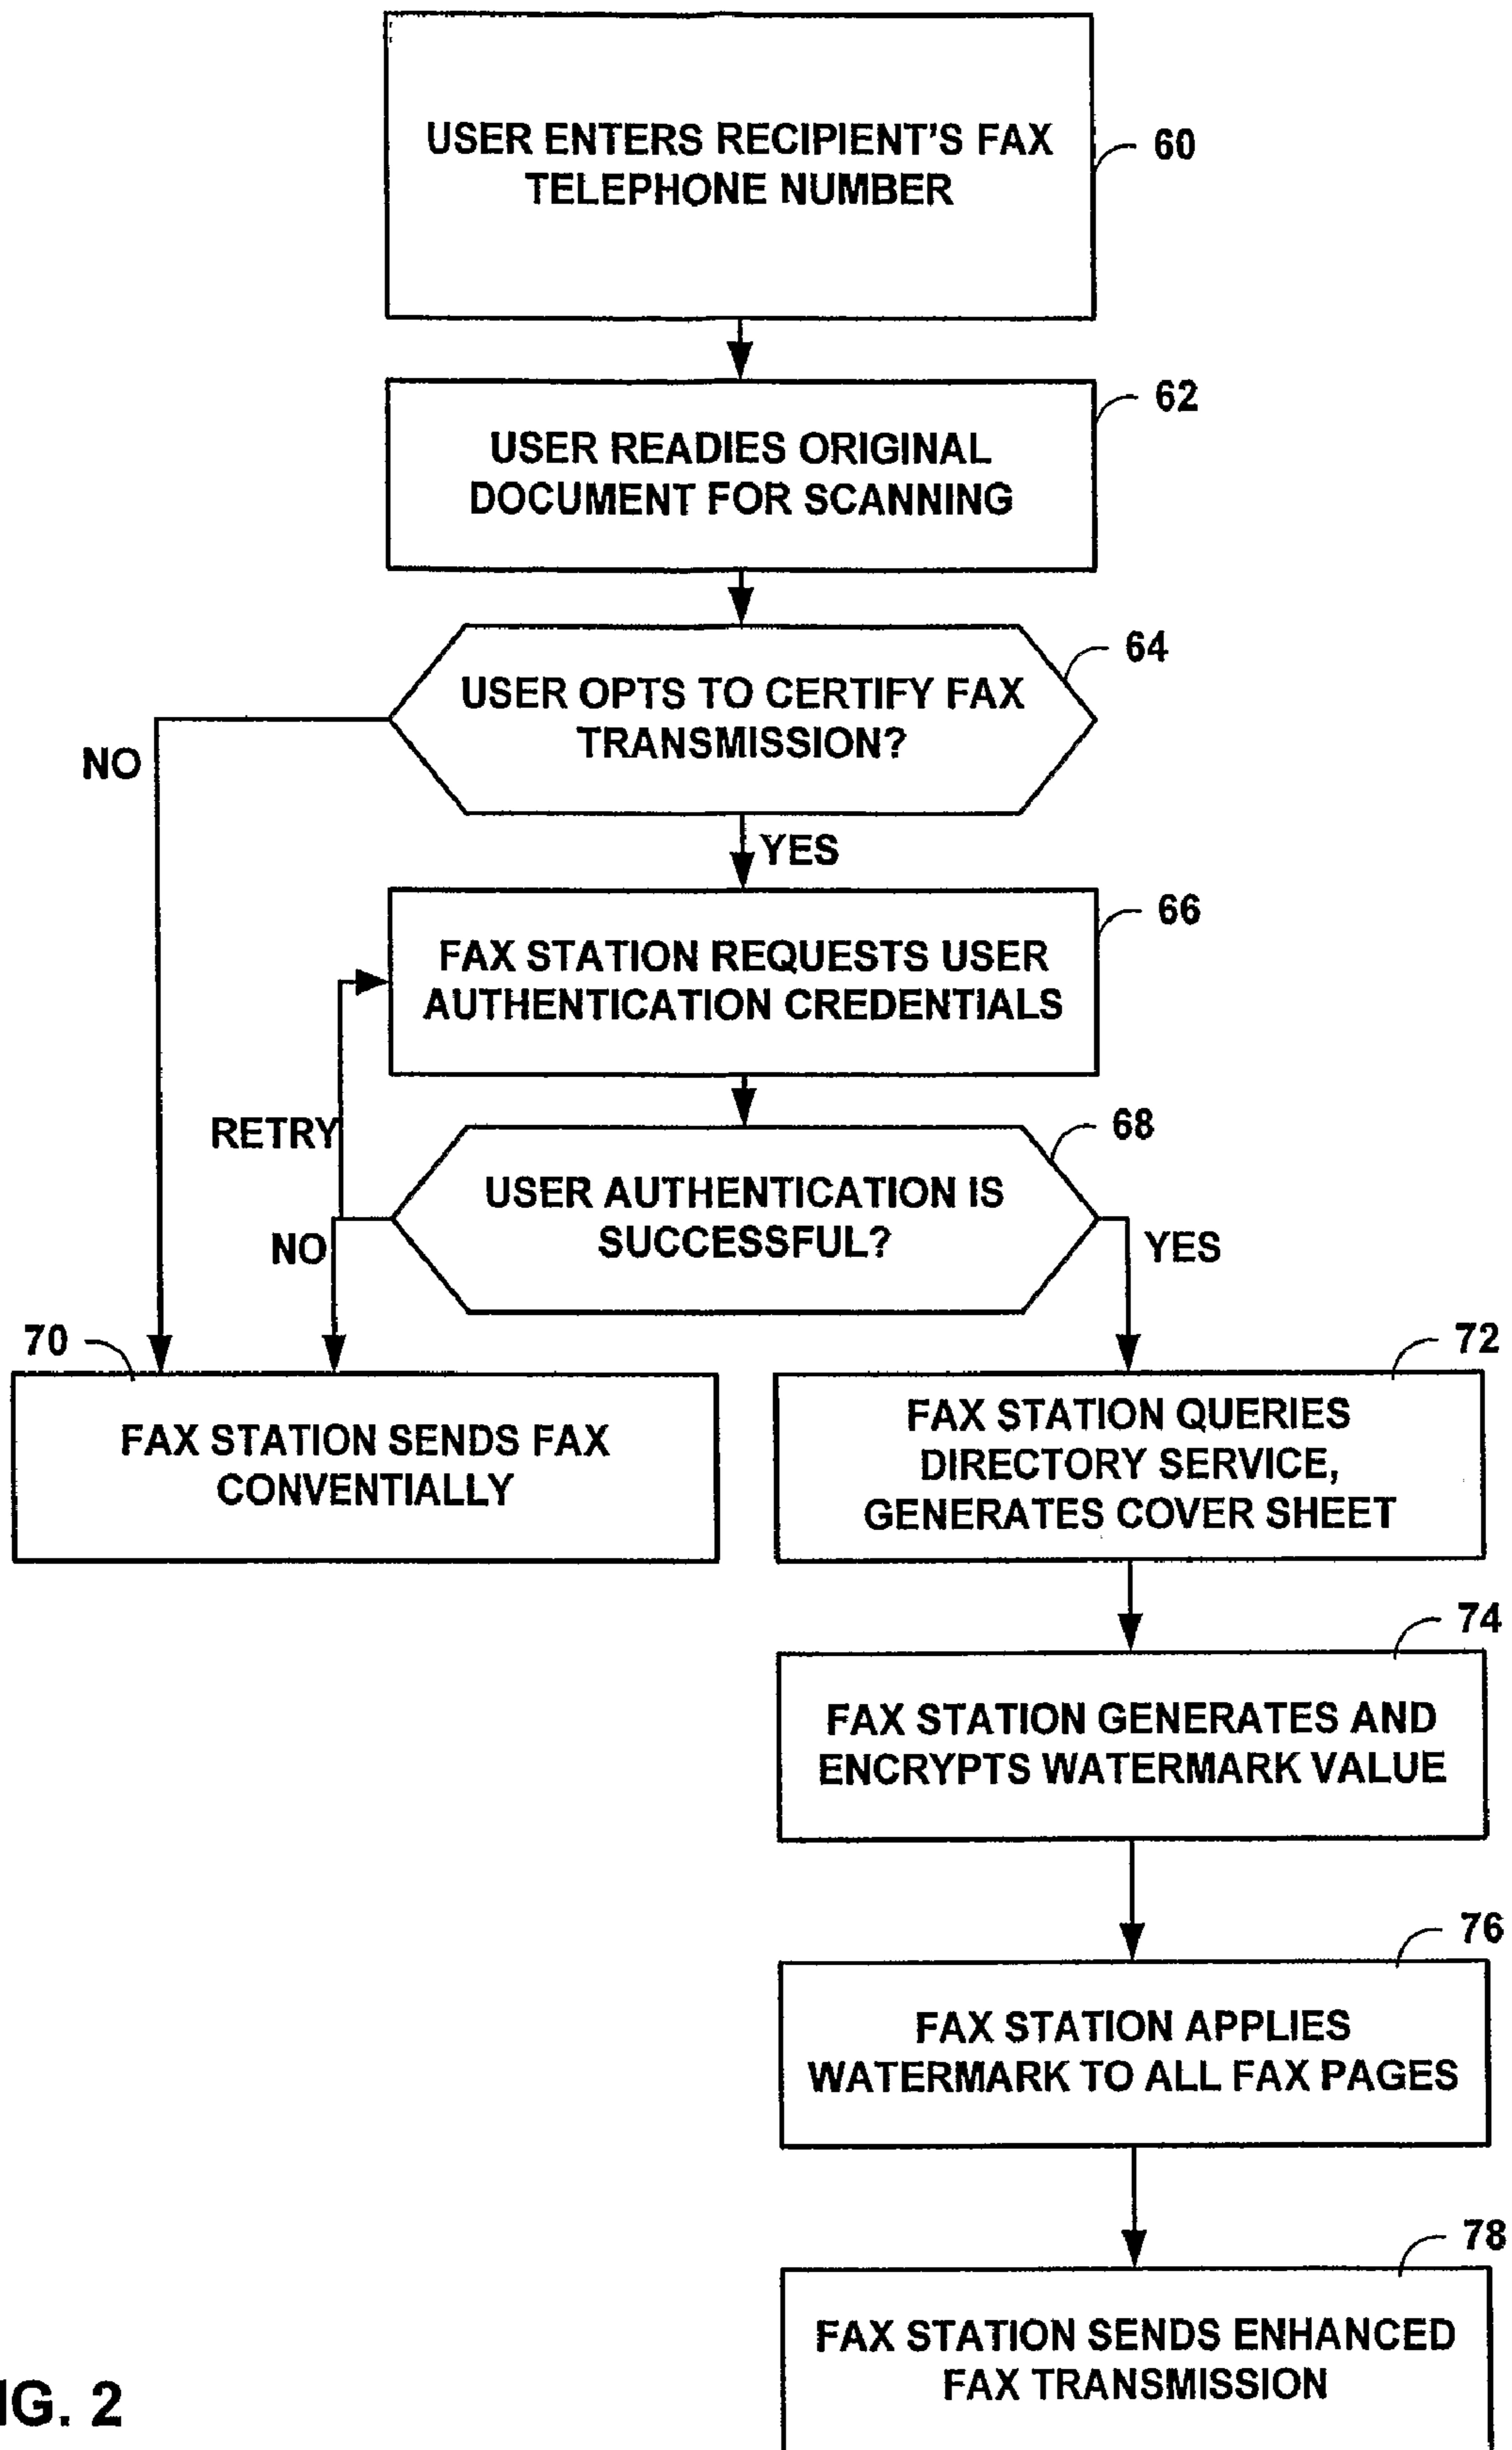 USER ENTERS RECIPIENT'S FAX
TELEPHONE NUMBER
60
USER READIES ORIGINAL
DOCUMENT FOR SCANNING
62
USER OPTS TO CERTIFY FAX
TRANSMISSION?
64
NO
YES
FAX STATION REQUESTS USER
AUTHENTICATION CREDENTIALS
66
RETRY
USER AUTHENTICATION IS
SUCCESSFUL?
68
NO
YES
70
FAX STATION SENDS FAX
CONVENTIALLY
72
FAX STATION QUERIES
DIRECTORY SERVICE,
GENERATES COVER SHEET
74
FAX STATION GENERATES AND
ENCRYPTS WATERMARK VALUE
76
FAX STATION APPLIES
WATERMARK TO ALL FAX PAGES
78
FAX STATION SENDS ENHANCED
FAX TRANSMISSION
IG. 2